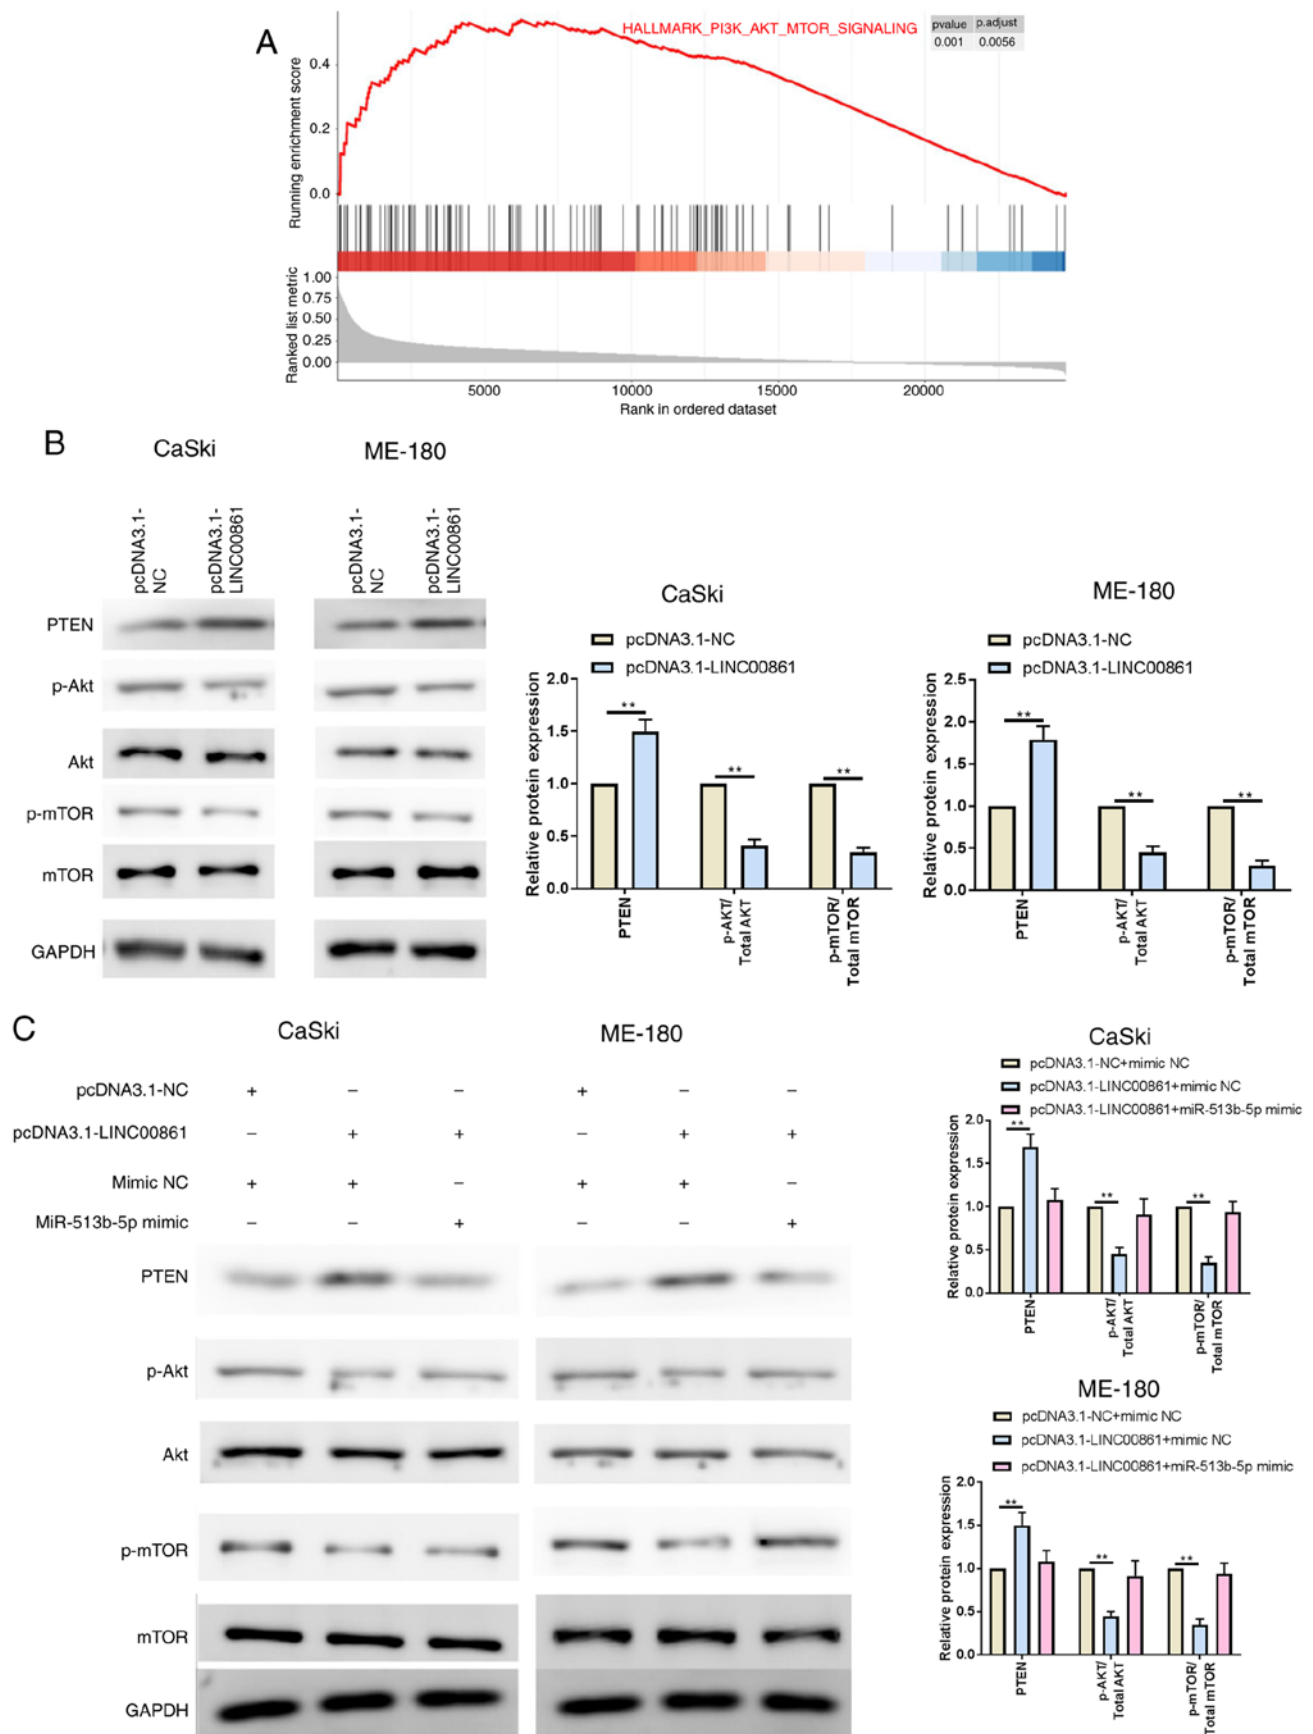 A
HALLMARK_PI3K_AKT_MTOR_SIGNALING
pvalue p.adjust
0.001 0.0056
Running enrichment score
0.4
0.2
0.0
Ranked list metric
1.00
0.75
0.50
0.25
0.00
5000 10000 15000 20000
Rank in ordered dataset
B
CaSki
ME-180
pcDNA3.1-
NC
pcDNA3.1-
LINC00861
pcDNA3.1-
NC
pcDNA3.1-
LINC00861
PTEN
p-Akt
Akt
p-mTOR
mTOR
GAPDH
CaSki
pcDNA3.1-NC
pcDNA3.1-LINC00861
Relative protein expression
2.0
1.5
1.0
0.5
0.0
**
**
**
PTEN
p-AKT/
Total AKT
p-mTOR/
Total mTOR
ME-180
pcDNA3.1-NC
pcDNA3.1-LINC00861
Relative protein expression
2.5
2.0
1.5
1.0
0.5
0.0
**
**
**
PTEN
p-AKT/
Total AKT
p-mTOR/
Total mTOR
C
CaSki
ME-180
pcDNA3.1-NC + – – + – –
pcDNA3.1-LINC00861 – + + – + +
Mimic NC + + – + + –
MiR-513b-5p mimic – – + – – +
PTEN
p-Akt
Akt
p-mTOR
mTOR
GAPDH
CaSki
pcDNA3.1-NC+mimic NC
pcDNA3.1-LINC00861+mimic NC
pcDNA3.1-LINC00861+miR-513b-5p mimic
Relative protein expression
2.0
1.5
1.0
0.5
0.0
**
**
**
PTEN
p-AKT/
Total AKT
p-mTOR/
Total mTOR
ME-180
pcDNA3.1-NC+mimic NC
pcDNA3.1-LINC00861+mimic NC
pcDNA3.1-LINC00861+miR-513b-5p mimic
Relative protein expression
2.0
1.5
1.0
0.5
0.0
**
**
**
PTEN
p-AKT/
Total AKT
p-mTOR/
Total mTOR